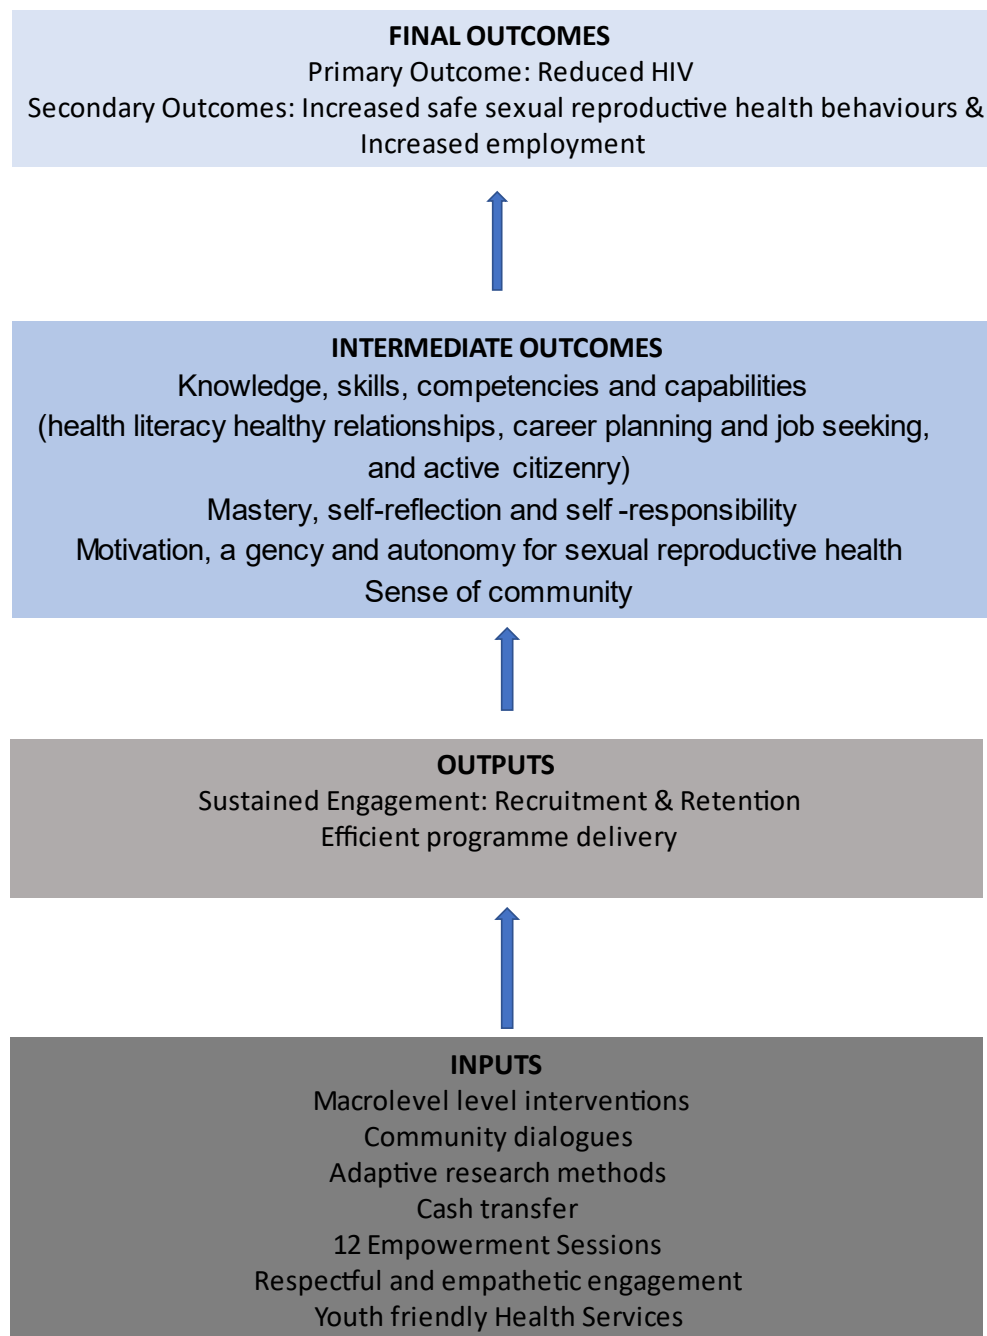 FINAL OUTCOMES
Primary Outcome: Reduced HIV
Secondary Outcomes: Increased safe sexual reproductive health behaviours &
Increased employment
INTERMEDIATE OUTCOMES
Knowledge, skills, competencies and capabilities
(health literacy healthy relationships, career planning and job seeking,
and active citizenry)
Mastery, self-reflection and self -responsibility
Motivation, a gency and autonomy for sexual reproductive health
Sense of community
OUTPUTS
Sustained Engagement: Recruitment & Retention
Efficient programme delivery
INPUTS
Macrolevel level interventions
Community dialogues
Adaptive research methods
Cash transfer
12 Empowerment Sessions
Respectful and empathetic engagement
Youth friendly Health Services